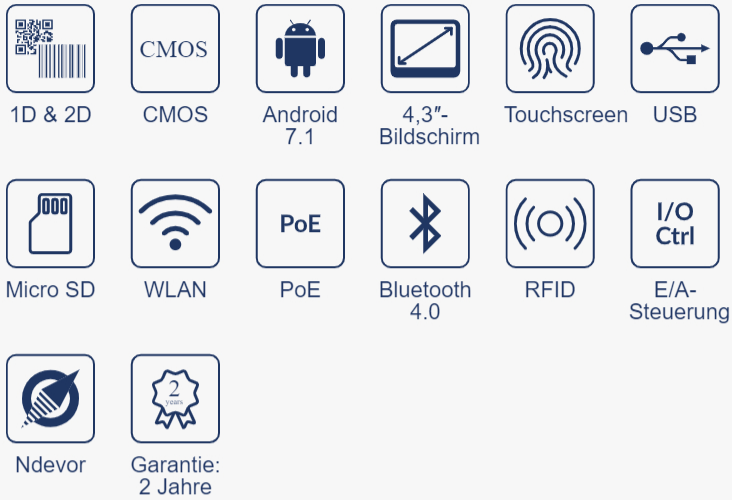 CMOS
1D & 2D
CMOS
Android
7.1
4,3″-
Bildschirm
Touchscreen
USB
PoE
I/O
Ctrl
Micro SD
WLAN
PoE
Bluetooth
4.0
RFID
E/A-
Steuerung
2
years
Ndevor
Garantie:
2 Jahre